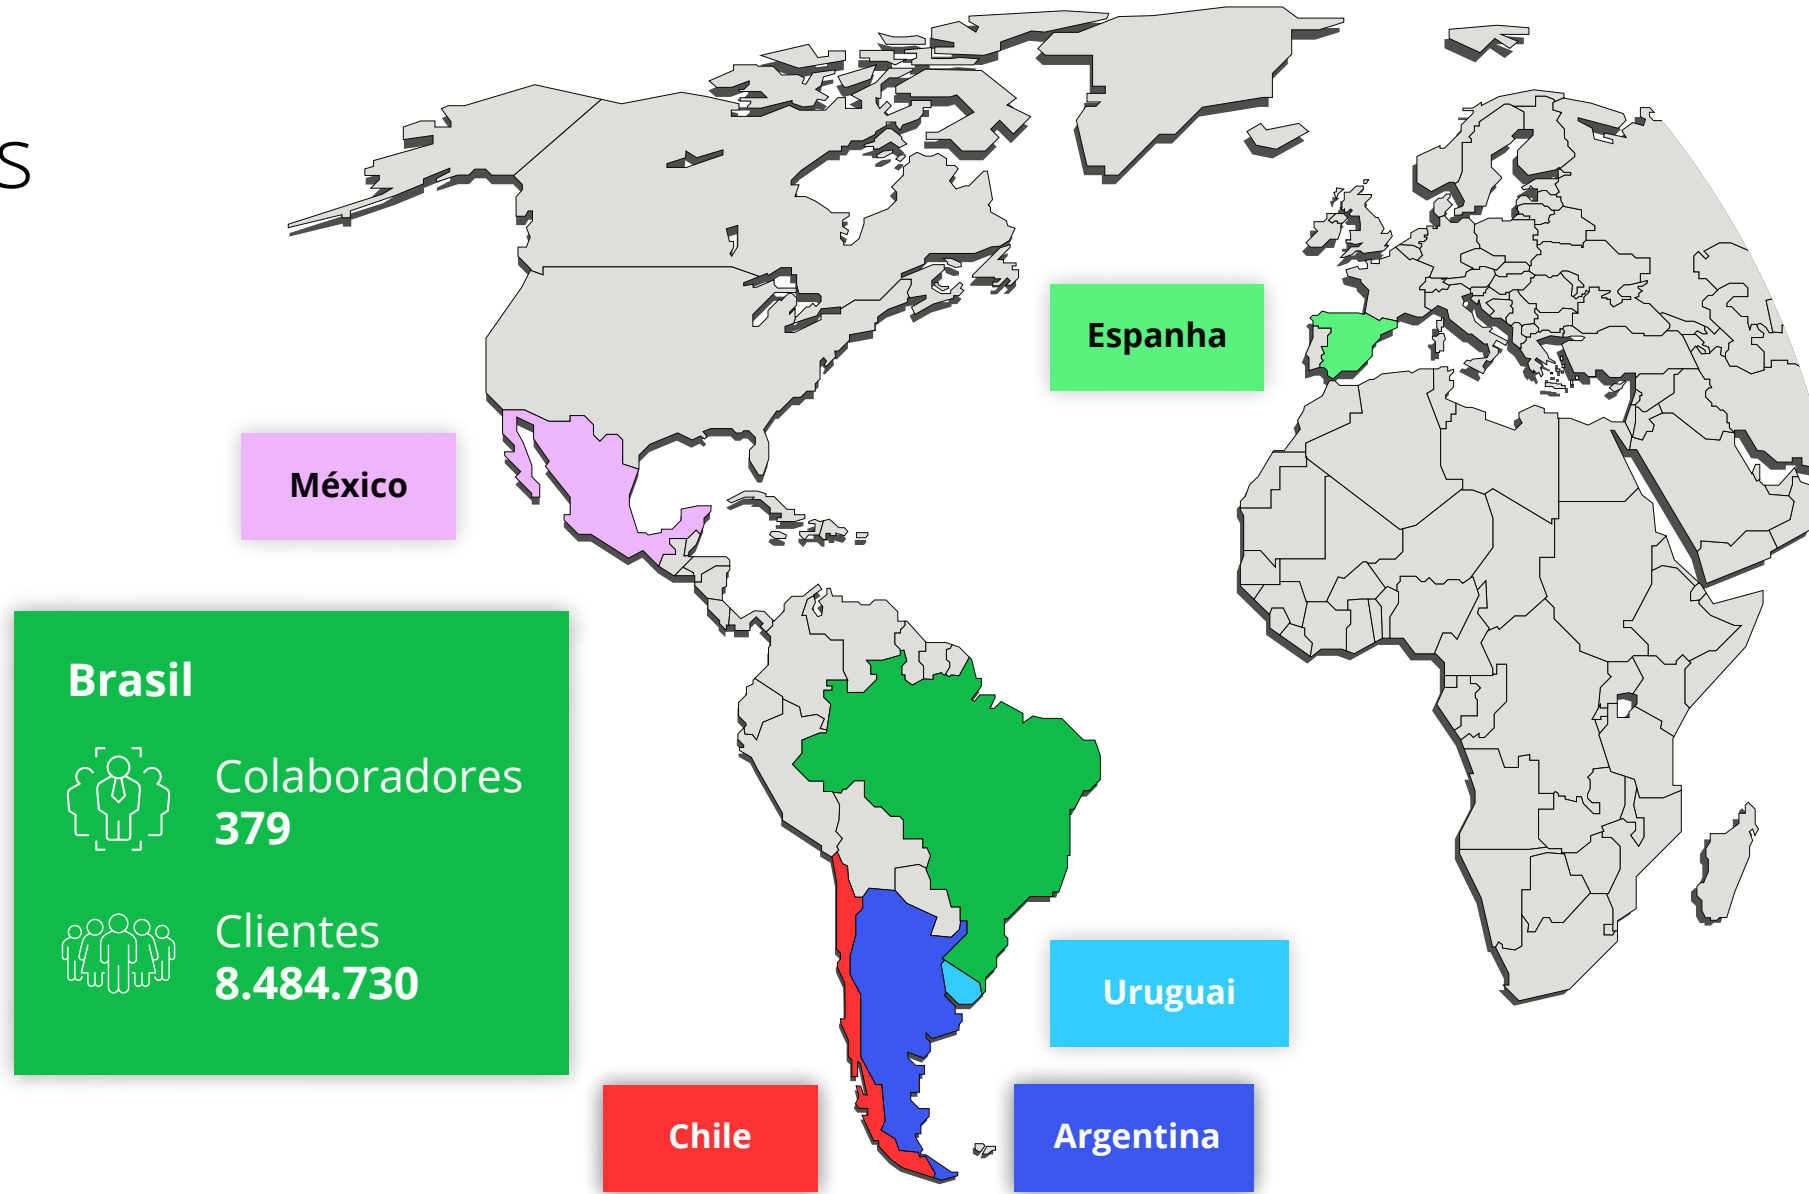 s
Espanha
México
Brasil
Colaboradores
379
Clientes
8.484.730
Uruguai
Chile
Argentina